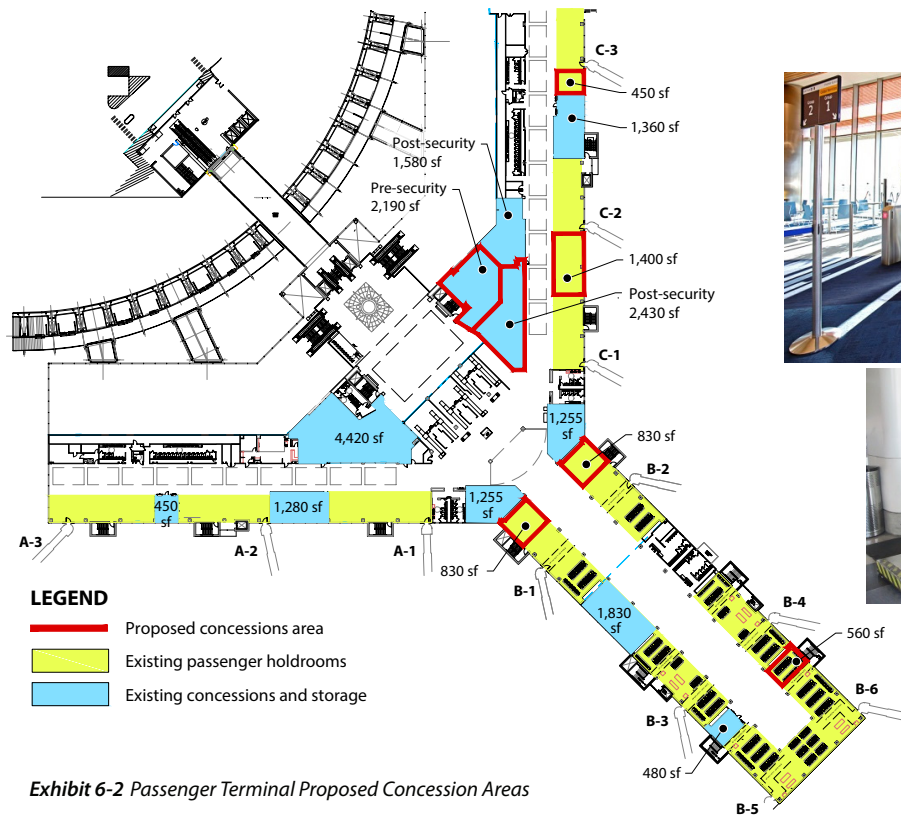 C-3
450 sf
1,360 sf
Post-security
1,580 sf
Pre-security
2,190 sf
C-2
1,400 sf
Post-security
2,430 sf
C-1
1,255
sf
4,420 sf
830 sf
B-2
450
sf
1,280 sf
1,255
sf
A-3
A-2
A-1
830 sf
B-1
1,830
sf
B-4
560 sf
B-6
B-3
480 sf
B-5
2
1
LEGEND
Proposed concessions area
Existing passenger holdrooms
Existing concessions and storage
Exhibit 6-2 Passenger Terminal Proposed Concession Areas